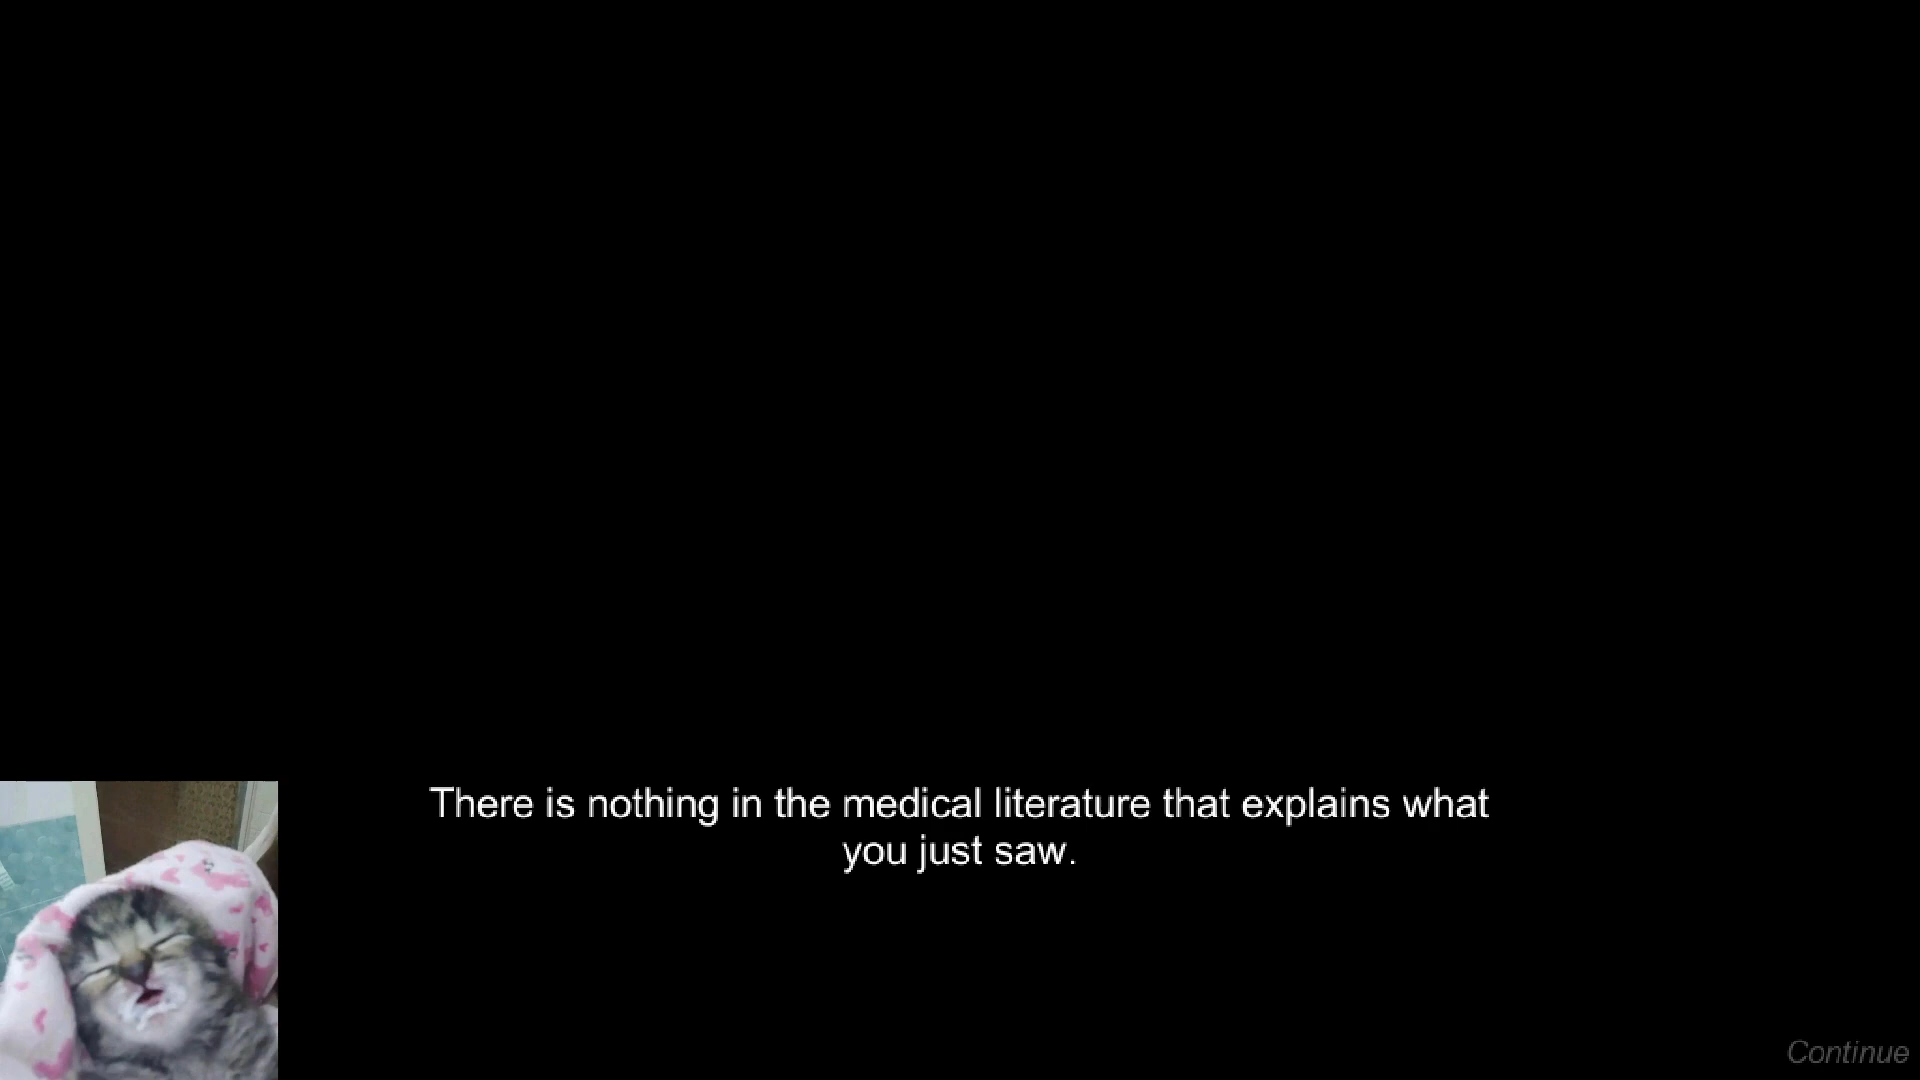 There is nothing in the medical literature that explains what
you just saw.
Continue